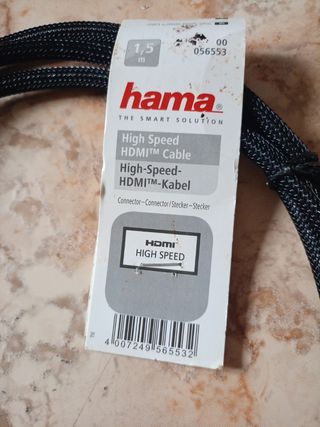 1,5
m
00
056553
hama
THE SMART SOLUTION
High Speed
HDMI™ Cable
High-Speed-
HDMI™-Kabel
Connector–Connector/Stecker–Stecker
HDMI
HIGH SPEED
4 007249 565532